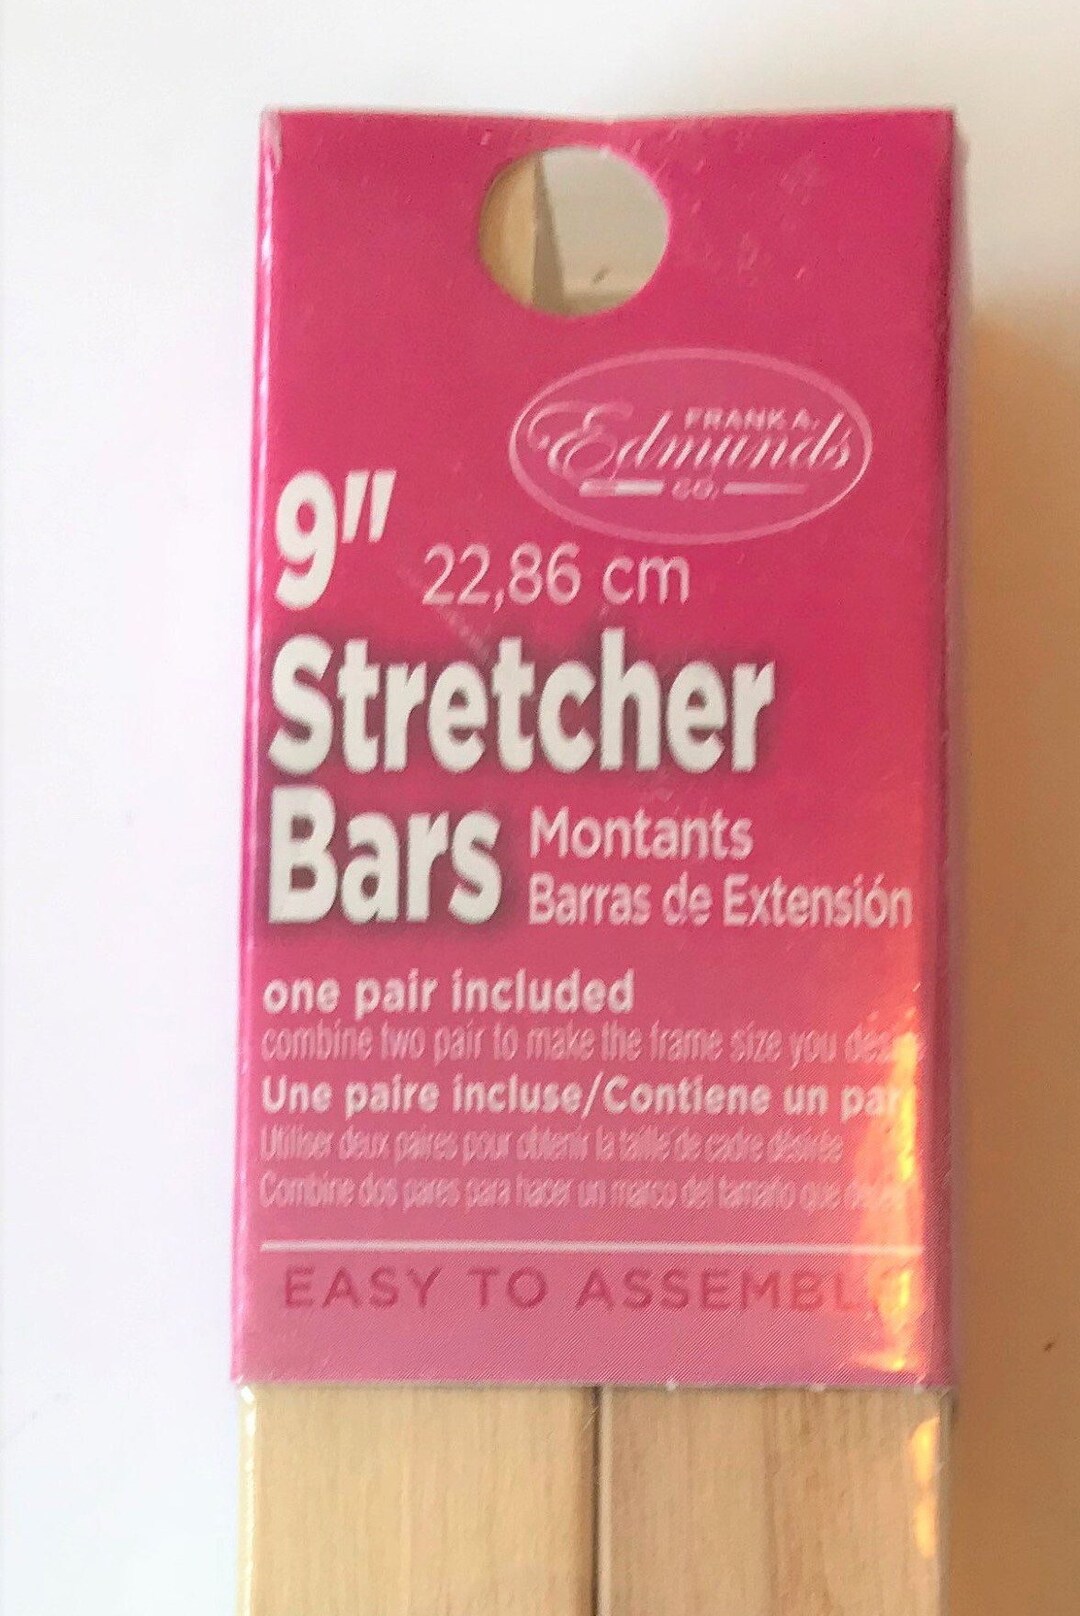 FRANK A.
Edmunds
CO.
9"
22,86 cm
Stretcher
Bars
Montants
Barras de Extensión
one pair included
combine two pair to make the frame size you
Une paire incluse/Contiene un par
Utiliser deux paires pour obtenir la taille de cadre désirée
Combine dos pares para hacer un marco del tamaño que
EASY TO ASSEMBLE